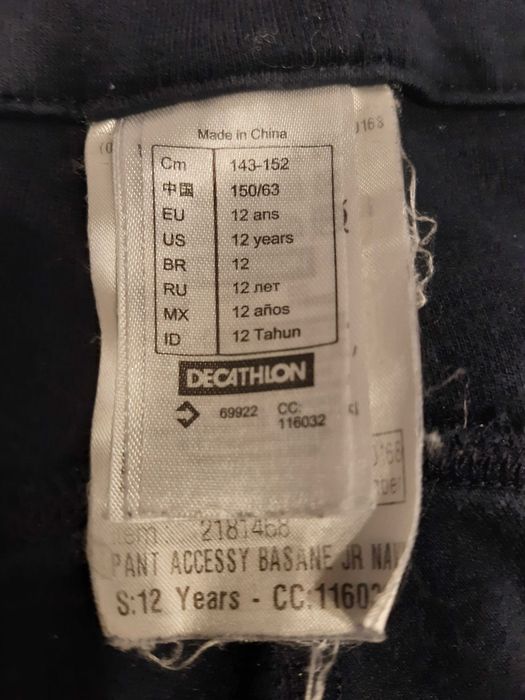 Made in China
Cm 143-152
中国 150/63
EU 12 ans
US 12 years
BR 12
RU 12 лет
MX 12 años
ID 12 Tahun
DECATHLON
69922 CC:
116032
2181468
PANT ACCESSY BASANE JR
S:12 Years - CC:11603